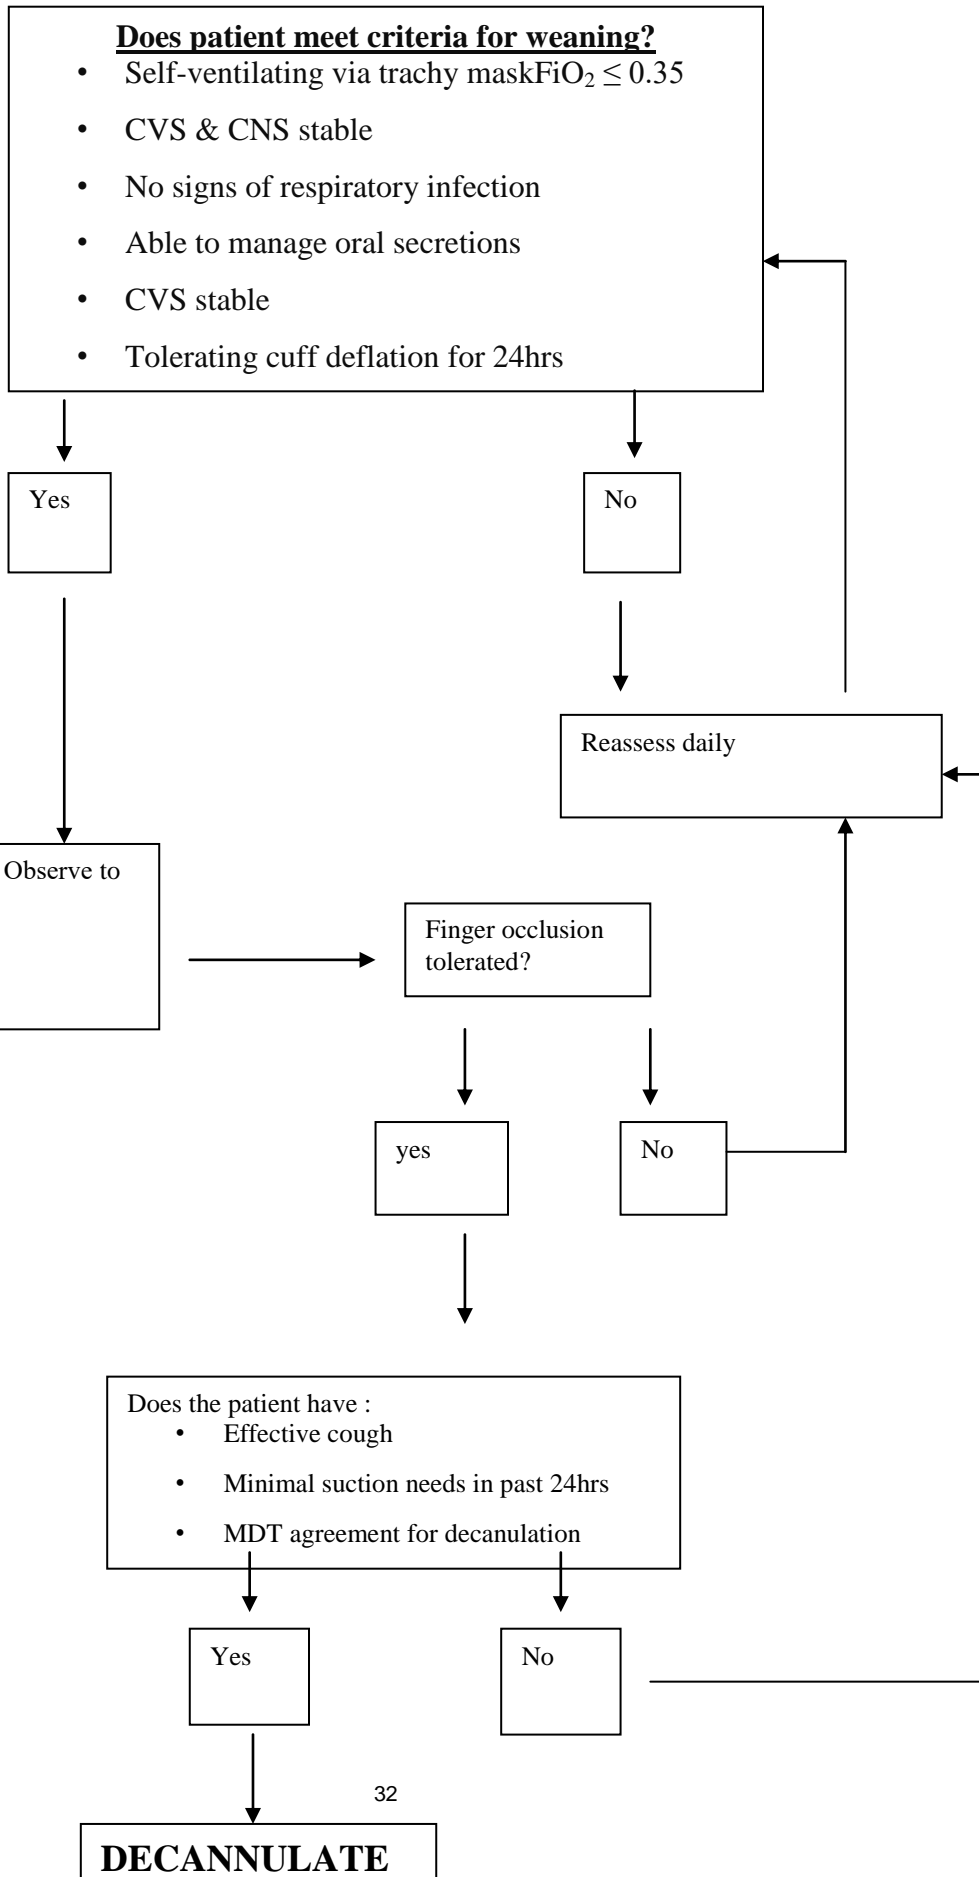 Does patient meet criteria for weaning?
• Self-ventilating via trachy maskFiO₂ ≤ 0.35
• CVS & CNS stable
• No signs of respiratory infection
• Able to manage oral secretions
• CVS stable
• Tolerating cuff deflation for 24hrs
Yes
No
Reassess daily
Observe to
Finger occlusion
tolerated?
yes
No
Does the patient have :
• Effective cough
• Minimal suction needs in past 24hrs
• MDT agreement for decanulation
Yes
No
32
DECANNULATE